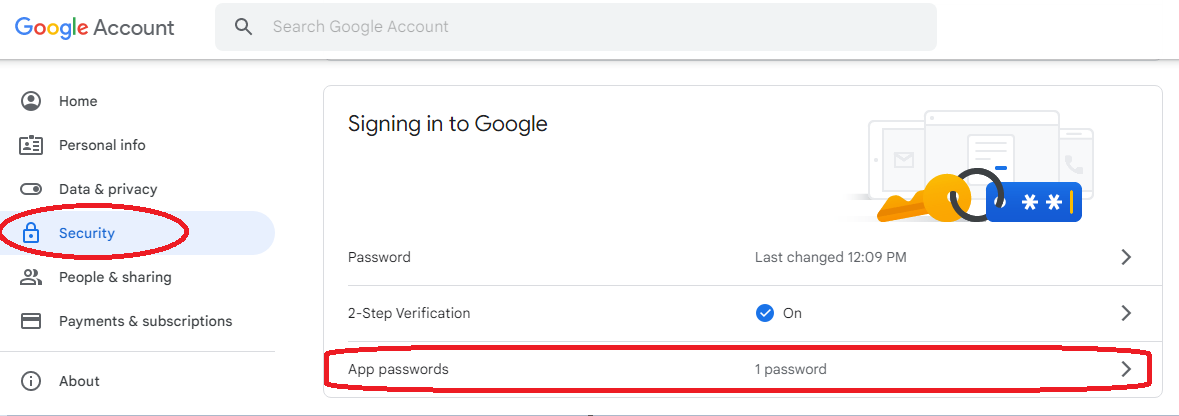 Google Account
Search Google Account
Home
Personal info
Data & privacy
Security
People & sharing
Payments & subscriptions
About
Signing in to Google
Password Last changed 12:09 PM
2-Step Verification On
App passwords 1 password